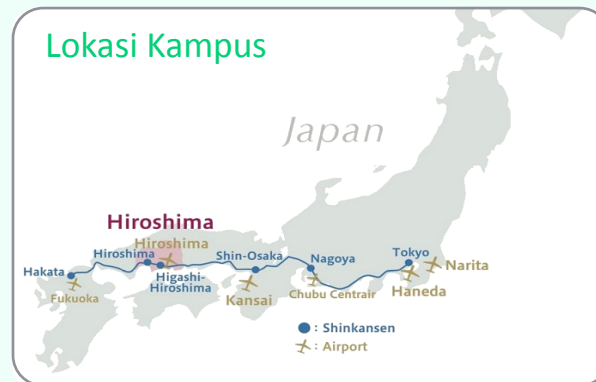 Lokasi Kampus
Japan
Hiroshima
Hiroshima
Hiroshima
Shin-Osaka
Nagoya
Tokyo
Narita
Hakata
Higashi-
Hiroshima
Fukuoka
Kansai
Chubu Centrair
Haneda
: Shinkansen
: Airport